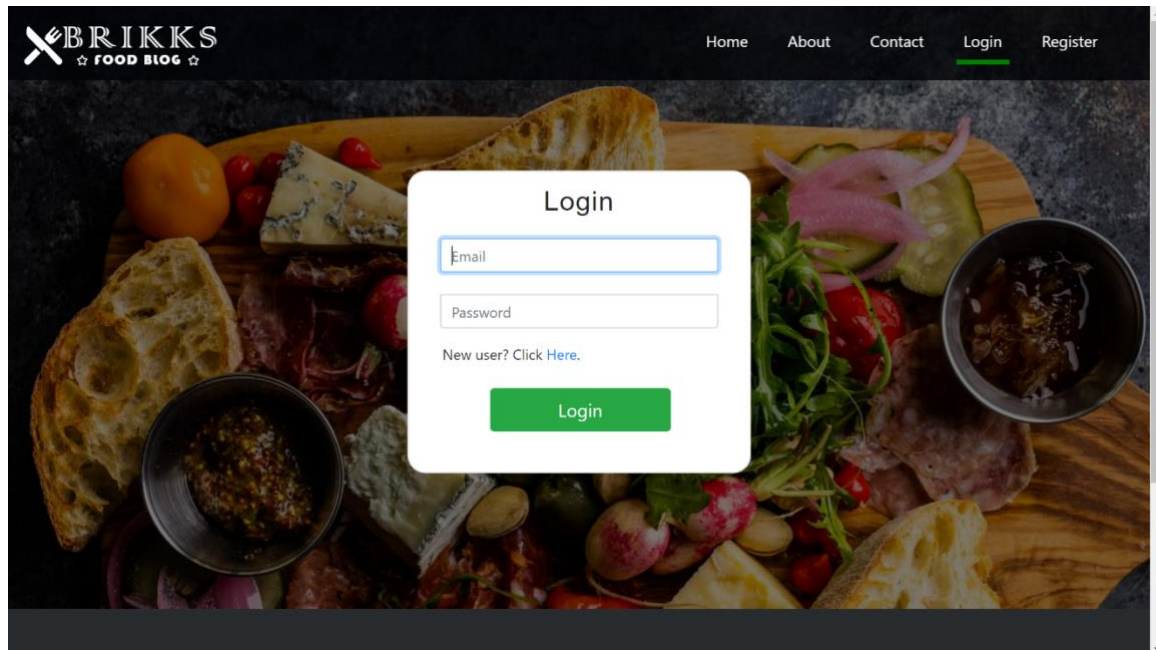 BRIKKS
☆ FOOD BLOG ☆
Home About Contact Login Register
Login
Email
Password
New user? Click Here.
Login